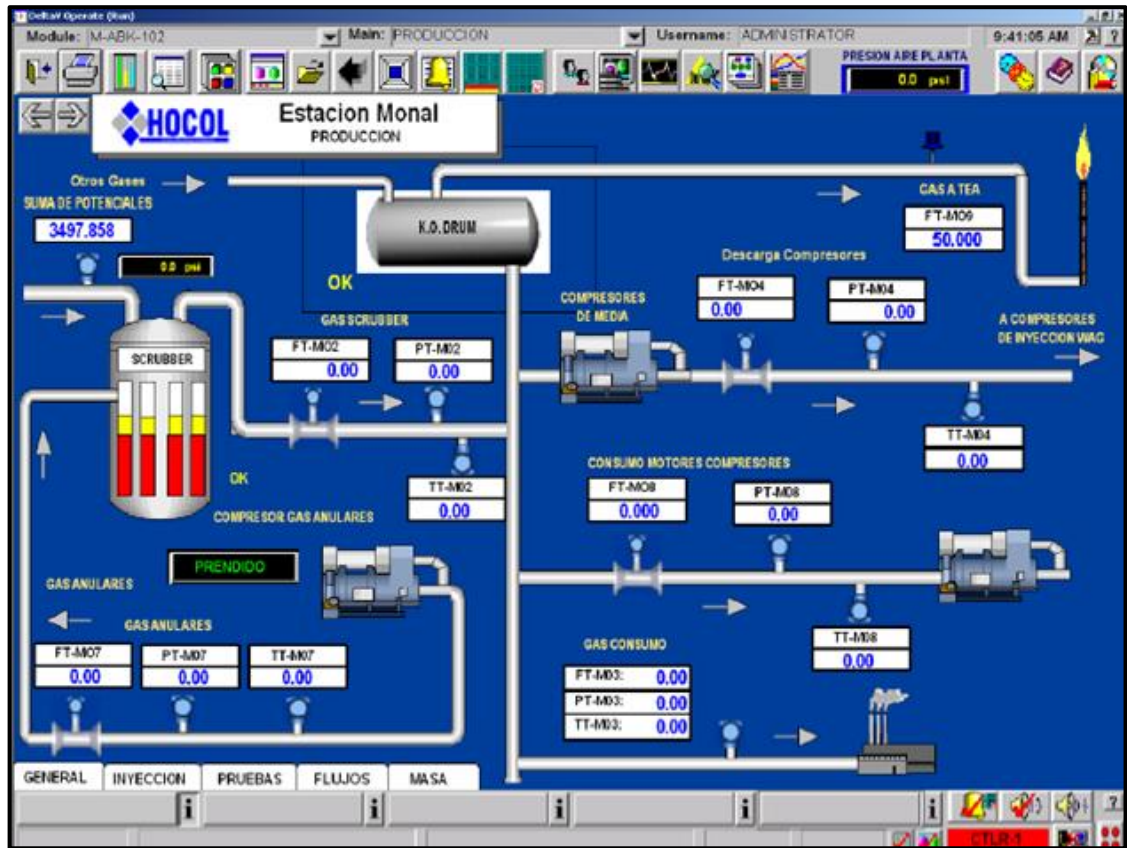 DeltaV Operate (Run)
Module: M-ABK-102 Main: PRODUCCION Username: ADMINISTRATOR 9:41:05 AM
PRESION AIRE PLANTA
0.0 psi
HOCOL
Estacion Monal
PRODUCCION
Otros Gases
SUMA DE POTENCIALES
3497.858
0.0 psi
K.O. DRUM
OK
GAS A TEA
FT-MO9
50.000
Descarga Compresores
FT-MO4
0.00
PT-M04
0.00
COMPRESORES
DE MEDIA
A COMPRESORES
DE INYECCION WAG
GAS SCRUBBER
FT-MO2
0.00
PT-M02
0.00
SCRUBBER
TT-M04
0.00
OK
TT-M02
0.00
CONSUMO MOTORES COMPRESORES
FT-MO8
0.000
PT-M08
0.00
COMPRESOR GAS ANULARES
PRENDIDO
GAS ANULARES
GAS ANULARES
FT-MO7
0.00
PT-M07
0.00
TT-M07
0.00
TT-M08
0.00
GAS CONSUMO
FT-M03: 0.00
PT-M03: 0.00
TT-M03: 0.00
GENERAL INYECCION PRUEBAS FLUJOS MASA
CTLR-1